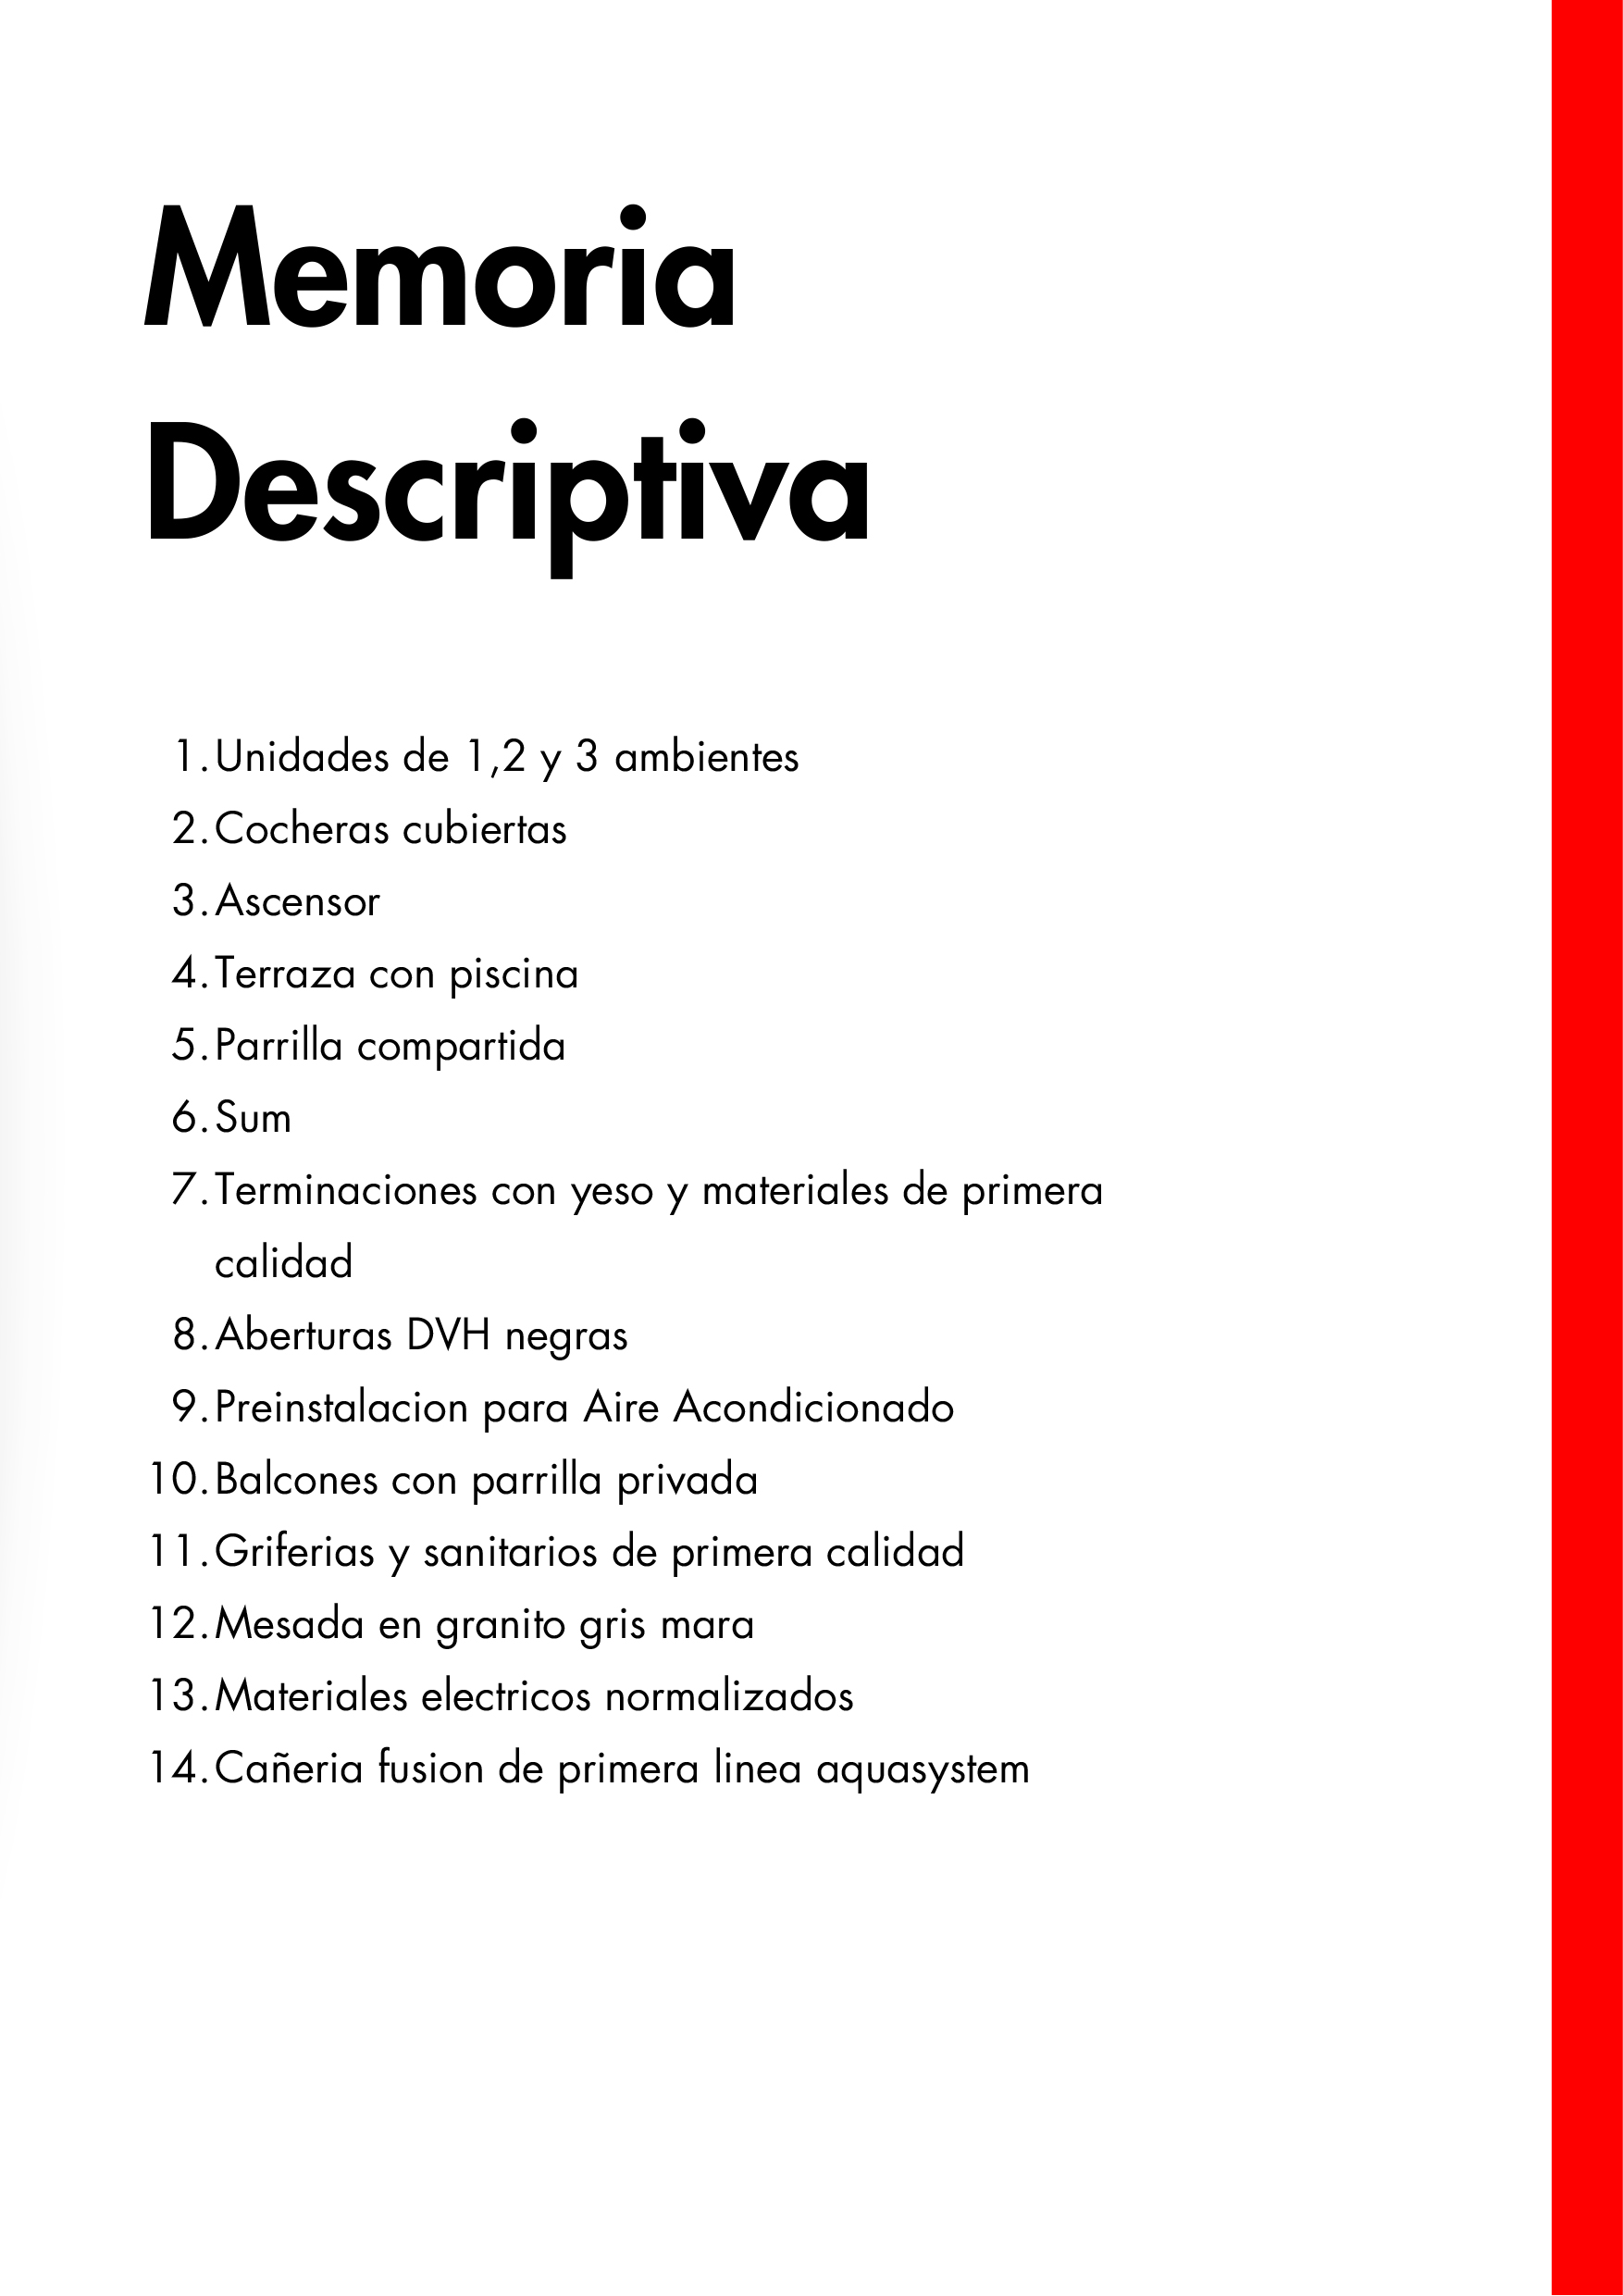 Memoria
Descriptiva
1. Unidades de 1,2 y 3 ambientes
2. Cocheras cubiertas
3. Ascensor
4. Terraza con piscina
5. Parrilla compartida
6. Sum
7. Terminaciones con yeso y materiales de primera
calidad
8. Aberturas DVH negras
9. Preinstalacion para Aire Acondicionado
10. Balcones con parrilla privada
11. Griferias y sanitarios de primera calidad
12. Mesada en granito gris mara
13. Materiales electricos normalizados
14. Cañeria fusion de primera linea aquasystem